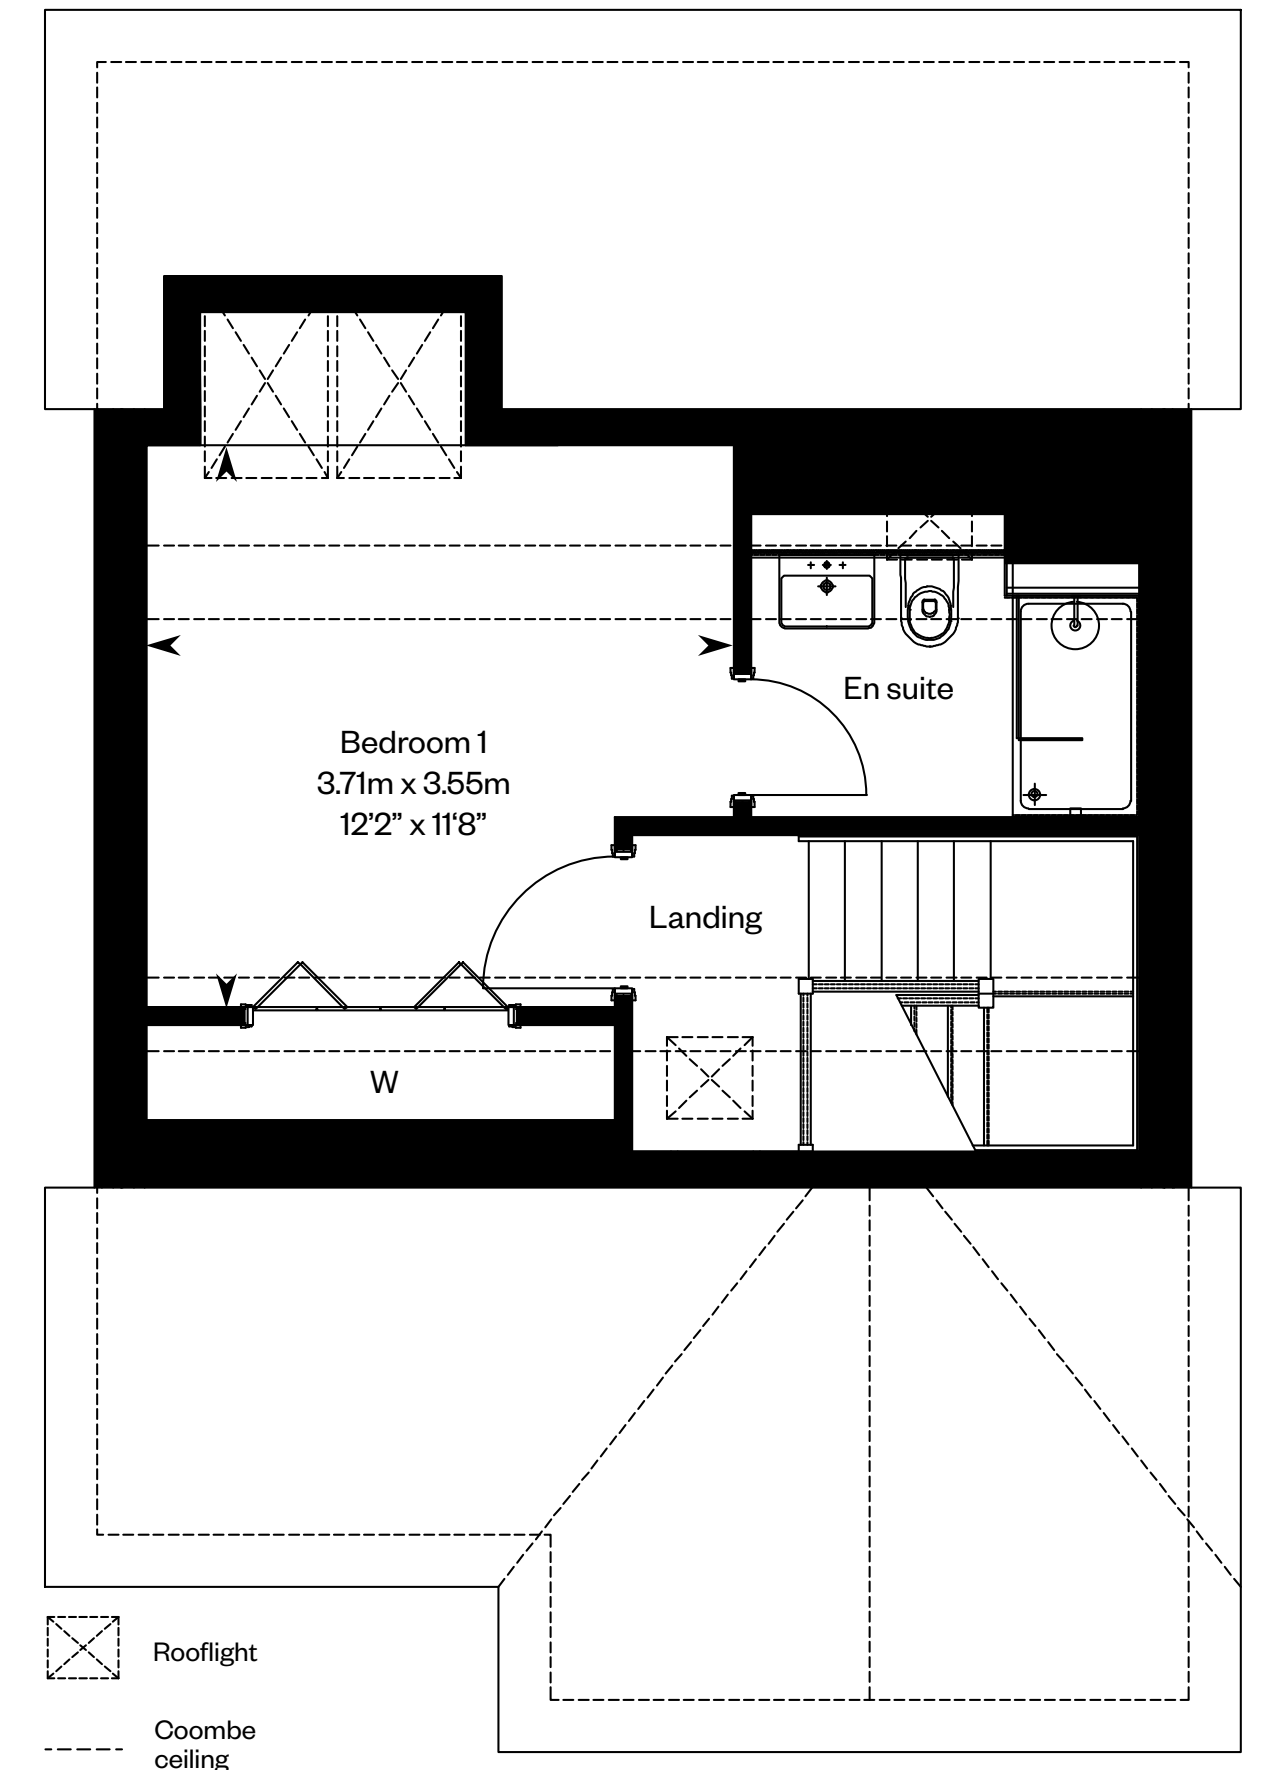 En suite
Bedroom 1
3.71m x 3.55m
12’2” x 11‘8”
Landing
W
Rooflight
Coombe
ceiling